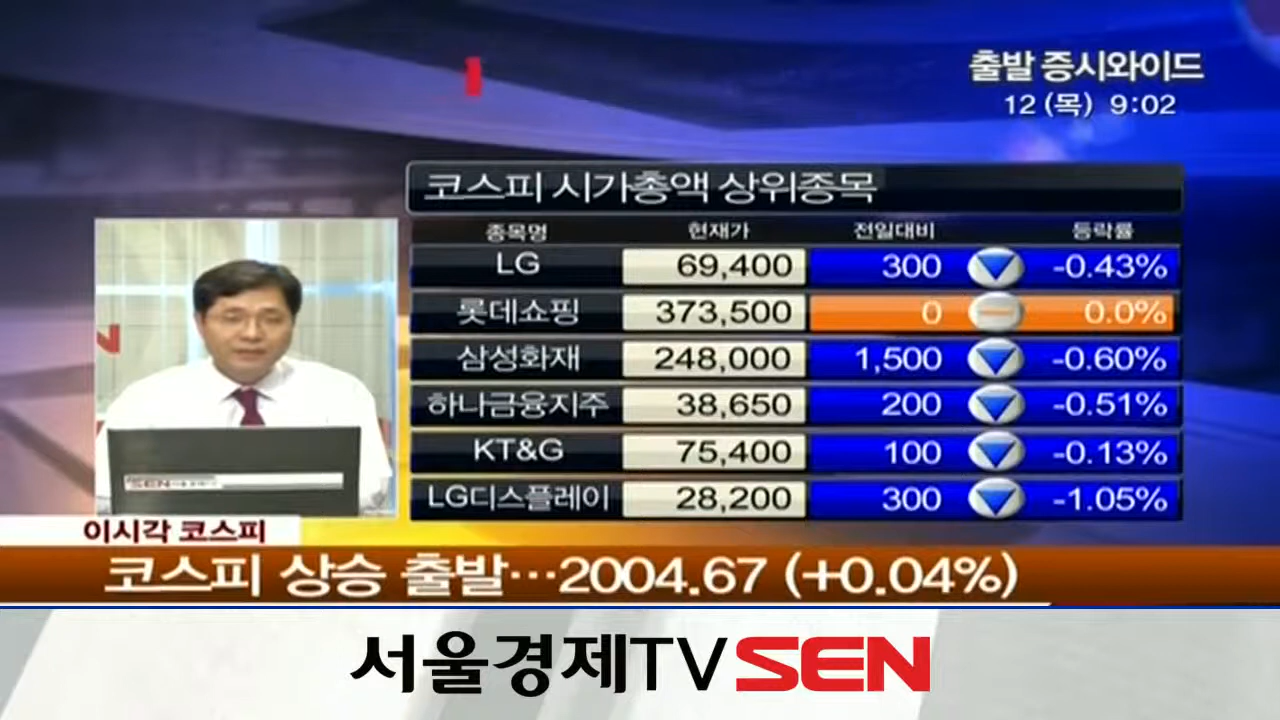 출발 증시와이드
12 (목) 9:02
코스피 시가총액 상위종목
종목명 현재가 전일대비 등락률
LG 69,400 300 -0.43%
롯데쇼핑 373,500 0 0.0%
삼성화재 248,000 1,500 -0.60%
하나금융지주 38,650 200 -0.51%
KT&G 75,400 100 -0.13%
LG디스플레이 28,200 300 -1.05%
SEN
이시각 코스피
코스피 상승 출발…2004.67 (+0.04%)
서울경제TV SEN